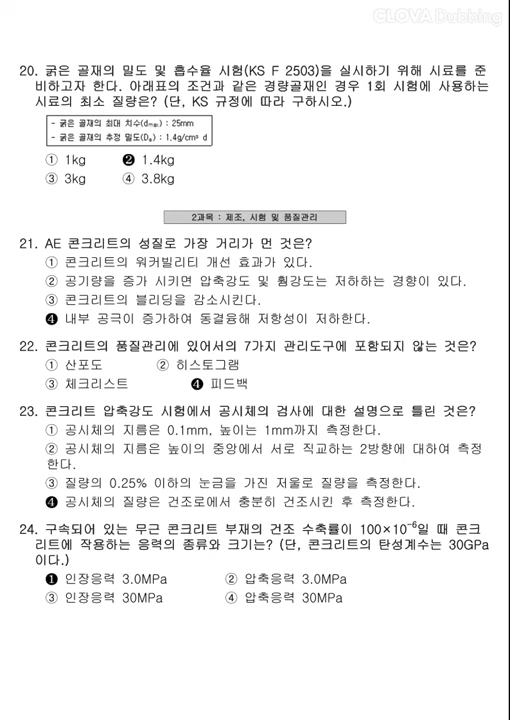 CLOVA Dubbing
20. 굵은 골재의 밀도 및 흡수율 시험(KS F 2503)을 실시하기 위해 시료를 준
비하고자 한다. 아래표의 조건과 같은 경량골재인 경우 1회 시험에 사용하는
시료의 최소 질량은? (단, KS 규정에 따라 구하시오.)
- 굵은 골재의 최대 치수(dmax) : 25mm
- 굵은 골재의 추정 밀도(De) : 1.4g/cm³ d
① 1kg ❷ 1.4kg
③ 3kg ④ 3.8kg
2과목 : 제조, 시험 및 품질관리
21. AE 콘크리트의 성질로 가장 거리가 먼 것은?
① 콘크리트의 워커빌리티 개선 효과가 있다.
② 공기량을 증가 시키면 압축강도 및 휨강도는 저하하는 경향이 있다.
③ 콘크리트의 블리딩을 감소시킨다.
❹ 내부 공극이 증가하여 동결융해 저항성이 저하한다.
22. 콘크리트의 품질관리에 있어서의 7가지 관리도구에 포함되지 않는 것은?
① 산포도 ② 히스토그램
③ 체크리스트 ❹ 피드백
23. 콘크리트 압축강도 시험에서 공시체의 검사에 대한 설명으로 틀린 것은?
① 공시체의 지름은 0.1mm, 높이는 1mm까지 측정한다.
② 공시체의 지름은 높이의 중앙에서 서로 직교하는 2방향에 대하여 측정
한다.
③ 질량의 0.25% 이하의 눈금을 가진 저울로 질량을 측정한다.
❹ 공시체의 질량은 건조로에서 충분히 건조시킨 후 측정한다.
24. 구속되어 있는 무근 콘크리트 부재의 건조 수축률이 100×10⁻⁶일 때 콘크
리트에 작용하는 응력의 종류와 크기는? (단, 콘크리트의 탄성계수는 30GPa
이다.)
❶ 인장응력 3.0MPa ② 압축응력 3.0MPa
③ 인장응력 30MPa ④ 압축응력 30MPa